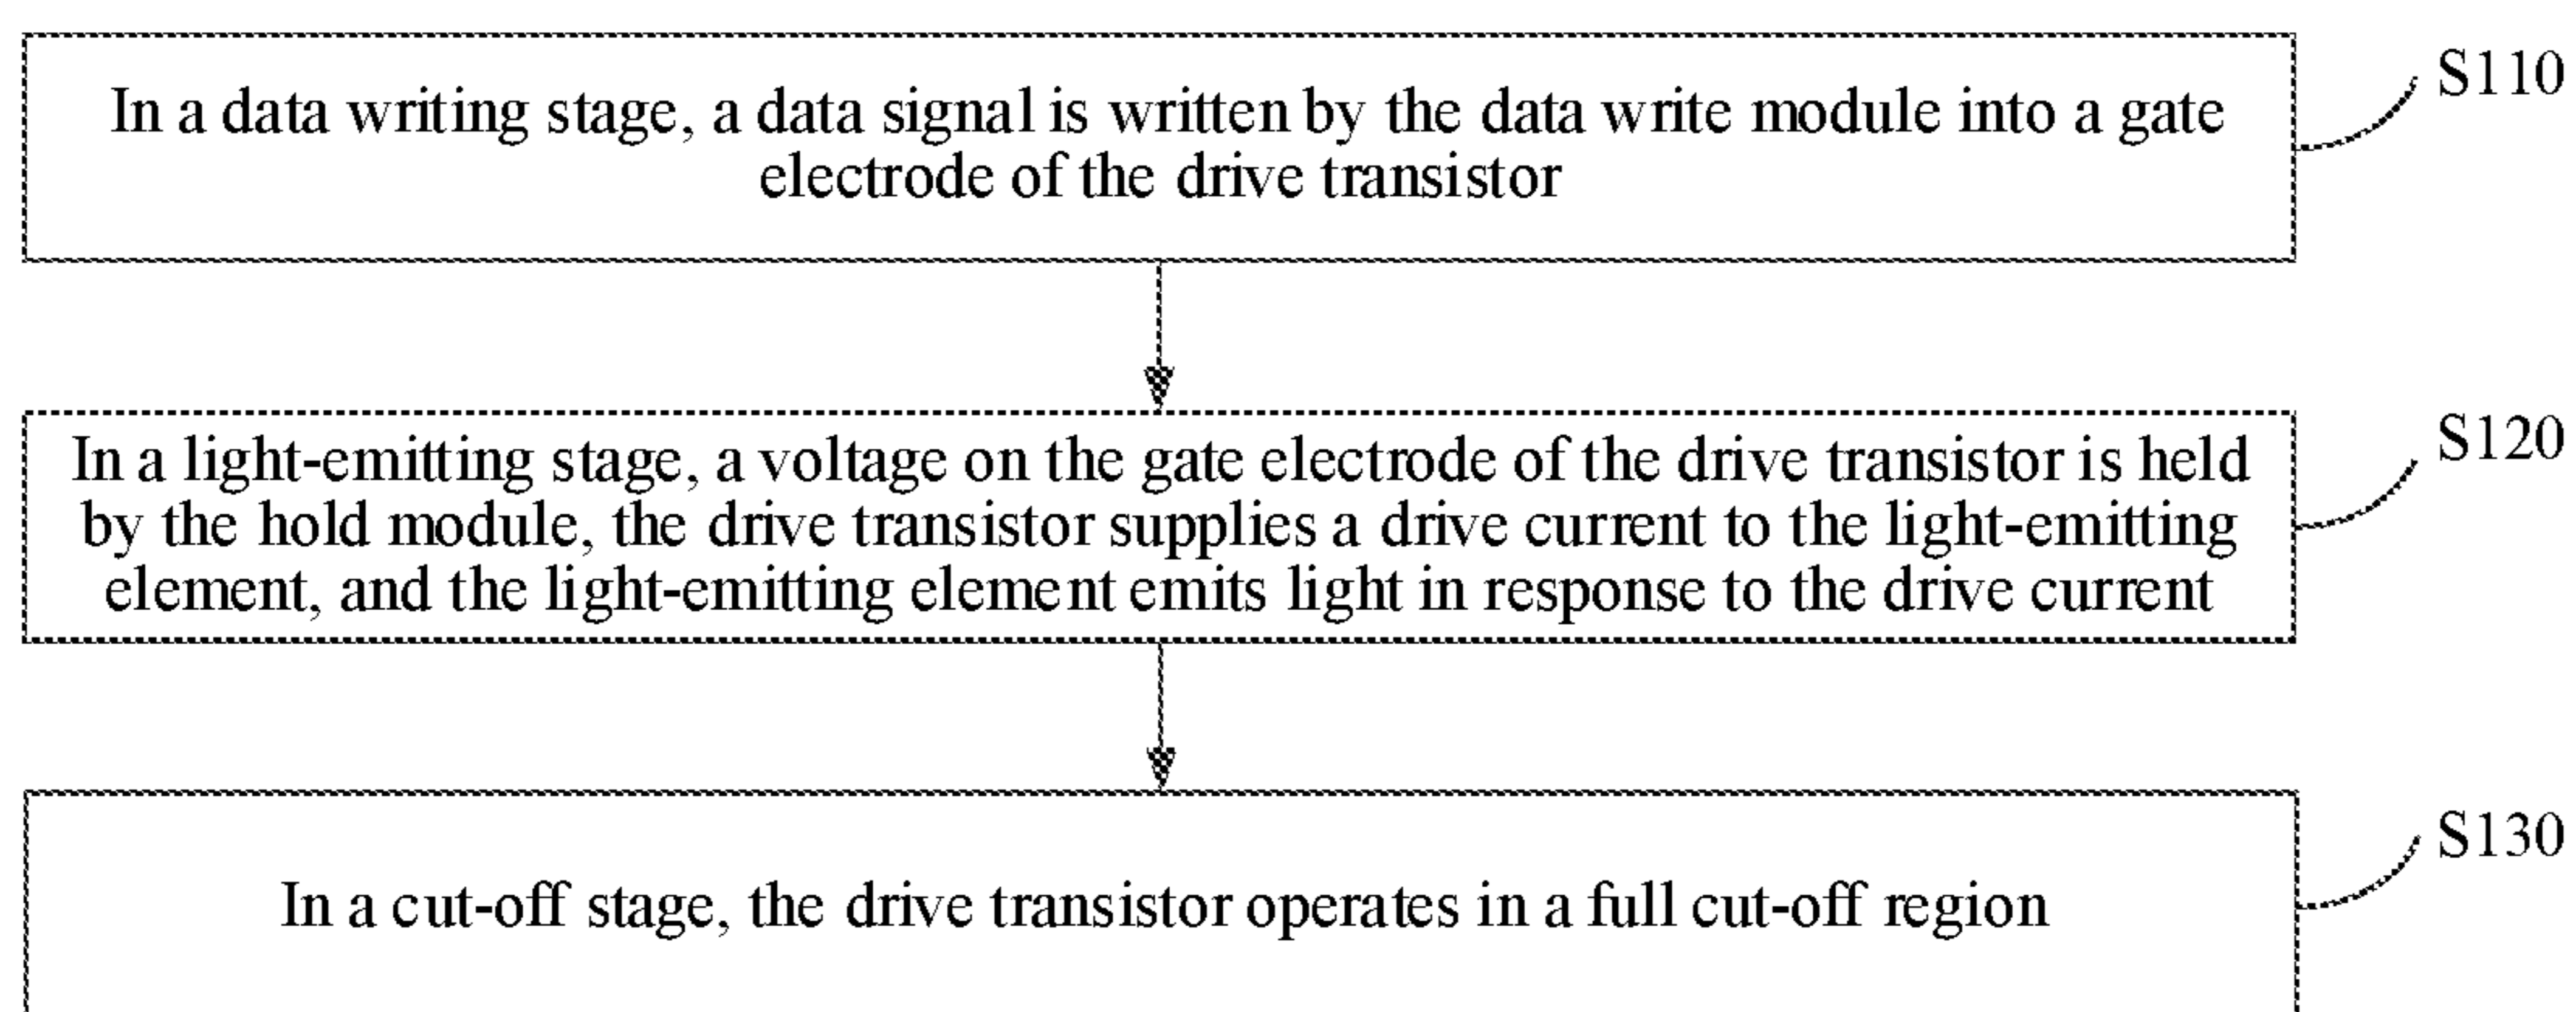 S110
In a data writing stage, a data signal is written by the data write module into a gate
electrode of the drive transistor
S120
In a light-emitting stage, a voltage on the gate electrode of the drive transistor is held
by the hold module, the drive transistor supplies a drive current to the light-emitting
element, and the light-emitting element emits light in response to the drive current
S130
In a cut-off stage, the drive transistor operates in a full cut-off region